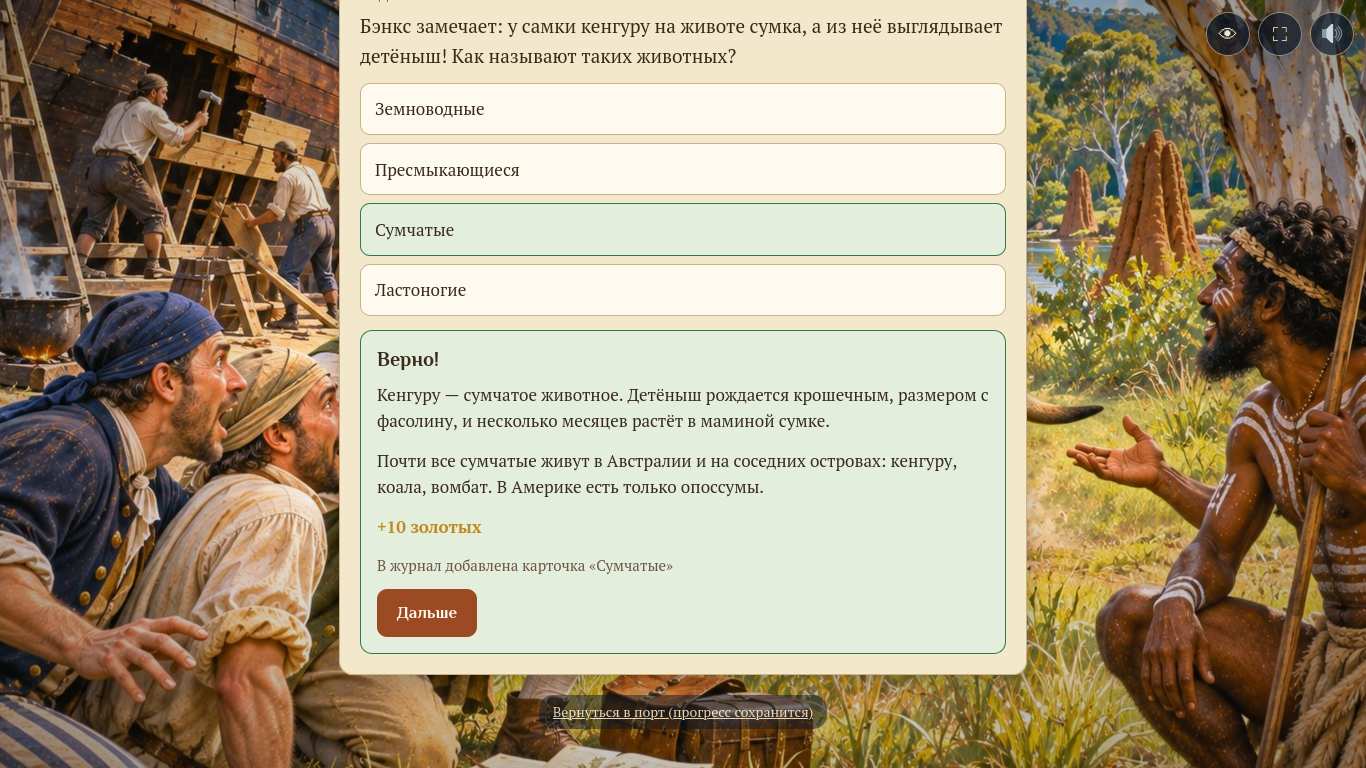 Бэнкс замечает: у самки кенгуру на животе сумка, а из неё выглядывает
детёныш! Как называют таких животных?
Земноводные
Пресмыкающиеся
Сумчатые
Ластоногие
Верно!
Кенгуру — сумчатое животное. Детёныш рождается крошечным, размером с
фасолину, и несколько месяцев растёт в маминой сумке.
Почти все сумчатые живут в Австралии и на соседних островах: кенгуру,
коала, вомбат. В Америке есть только опоссумы.
+10 золотых
В журнал добавлена карточка «Сумчатые»
Дальше
Вернуться в порт (прогресс сохранится)